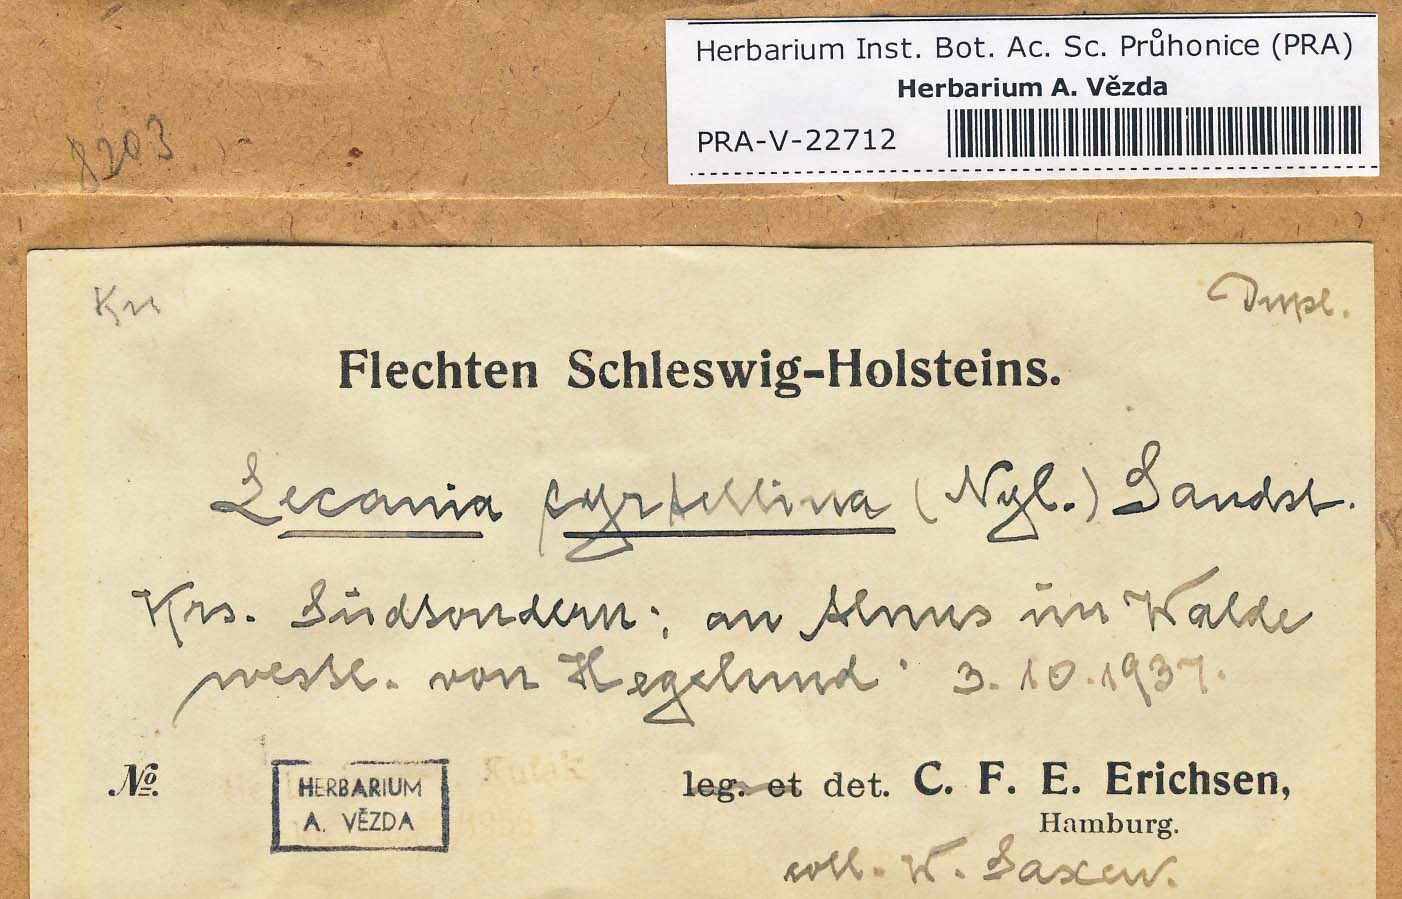 Herbarium Inst. Bot. Ac. Sc. Průhonice (PRA)
Herbarium A. Vězda
PRA-V-22712
8203
Dupl.
Flechten Schleswig-Holsteins.
Lecania cyrtellina (Nyl.) Sandst.
Krs. Südtondern: an Alnus im Walde
westl. von Hegelund 3.10.1937.
No.
HERBARIUM
A. VĚZDA
Kuťák
leg. et det. C. F. E. Erichsen,
Hamburg.
coll. W. Saxen.